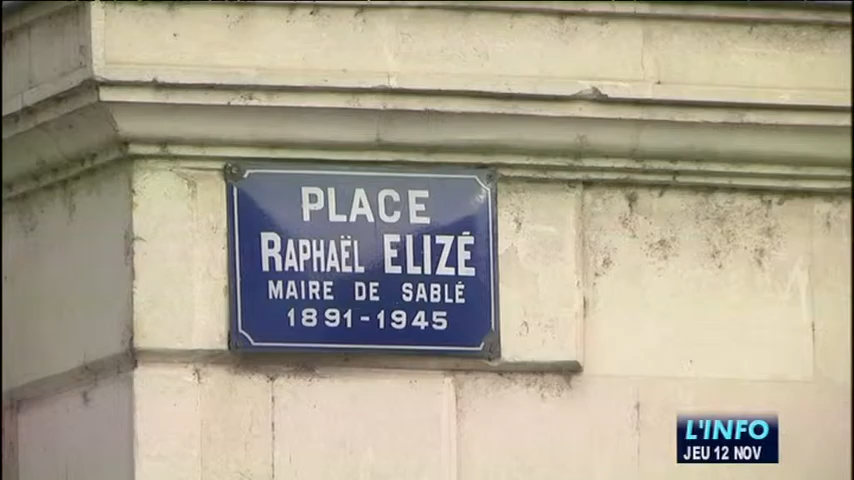 PLACE
RAPHAËL ELIZÉ
MAIRE DE SABLÉ
1891-1945
L'INFO
JEU 12 NOV